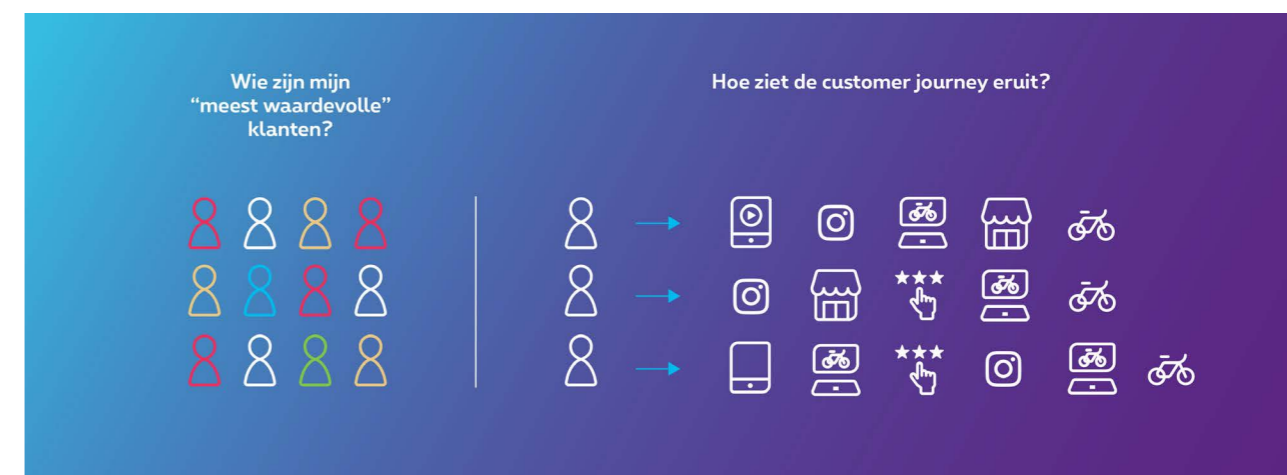 Wie zijn mijn
“meest waardevolle”
klanten?
Hoe ziet de customer journey eruit?